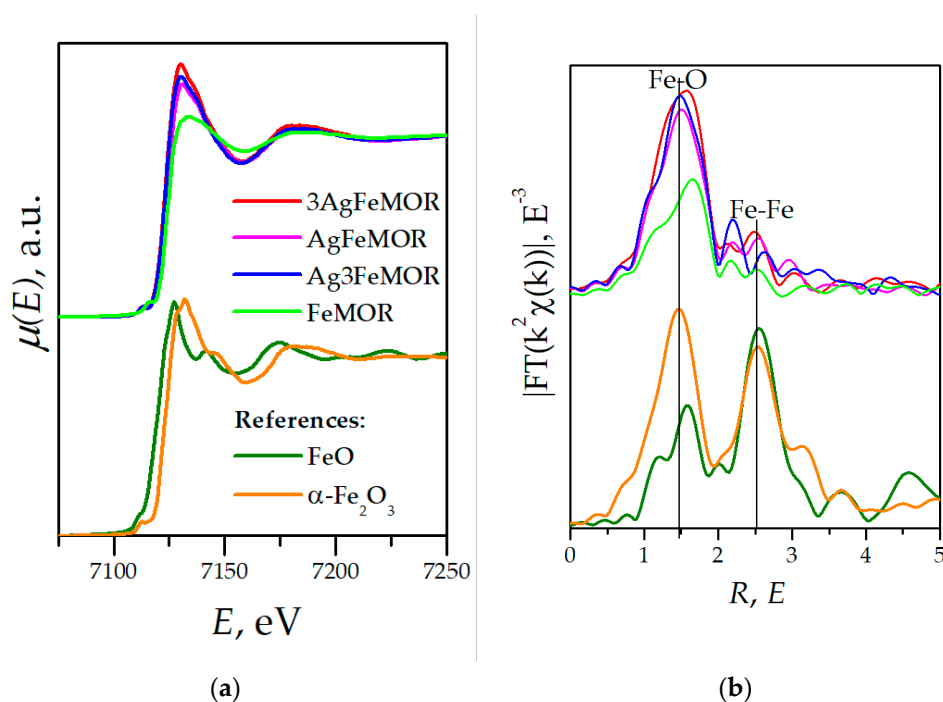 μ(E), a.u.
3AgFeMOR
AgFeMOR
Ag3FeMOR
FeMOR
References:
FeO
α-Fe₂O₃
7100 7150 7200 7250
E, eV
(a)
|FT(k²χ(k))|, E⁻³
Fe-O
Fe-Fe
0 1 2 3 4 5
R, E
(b)